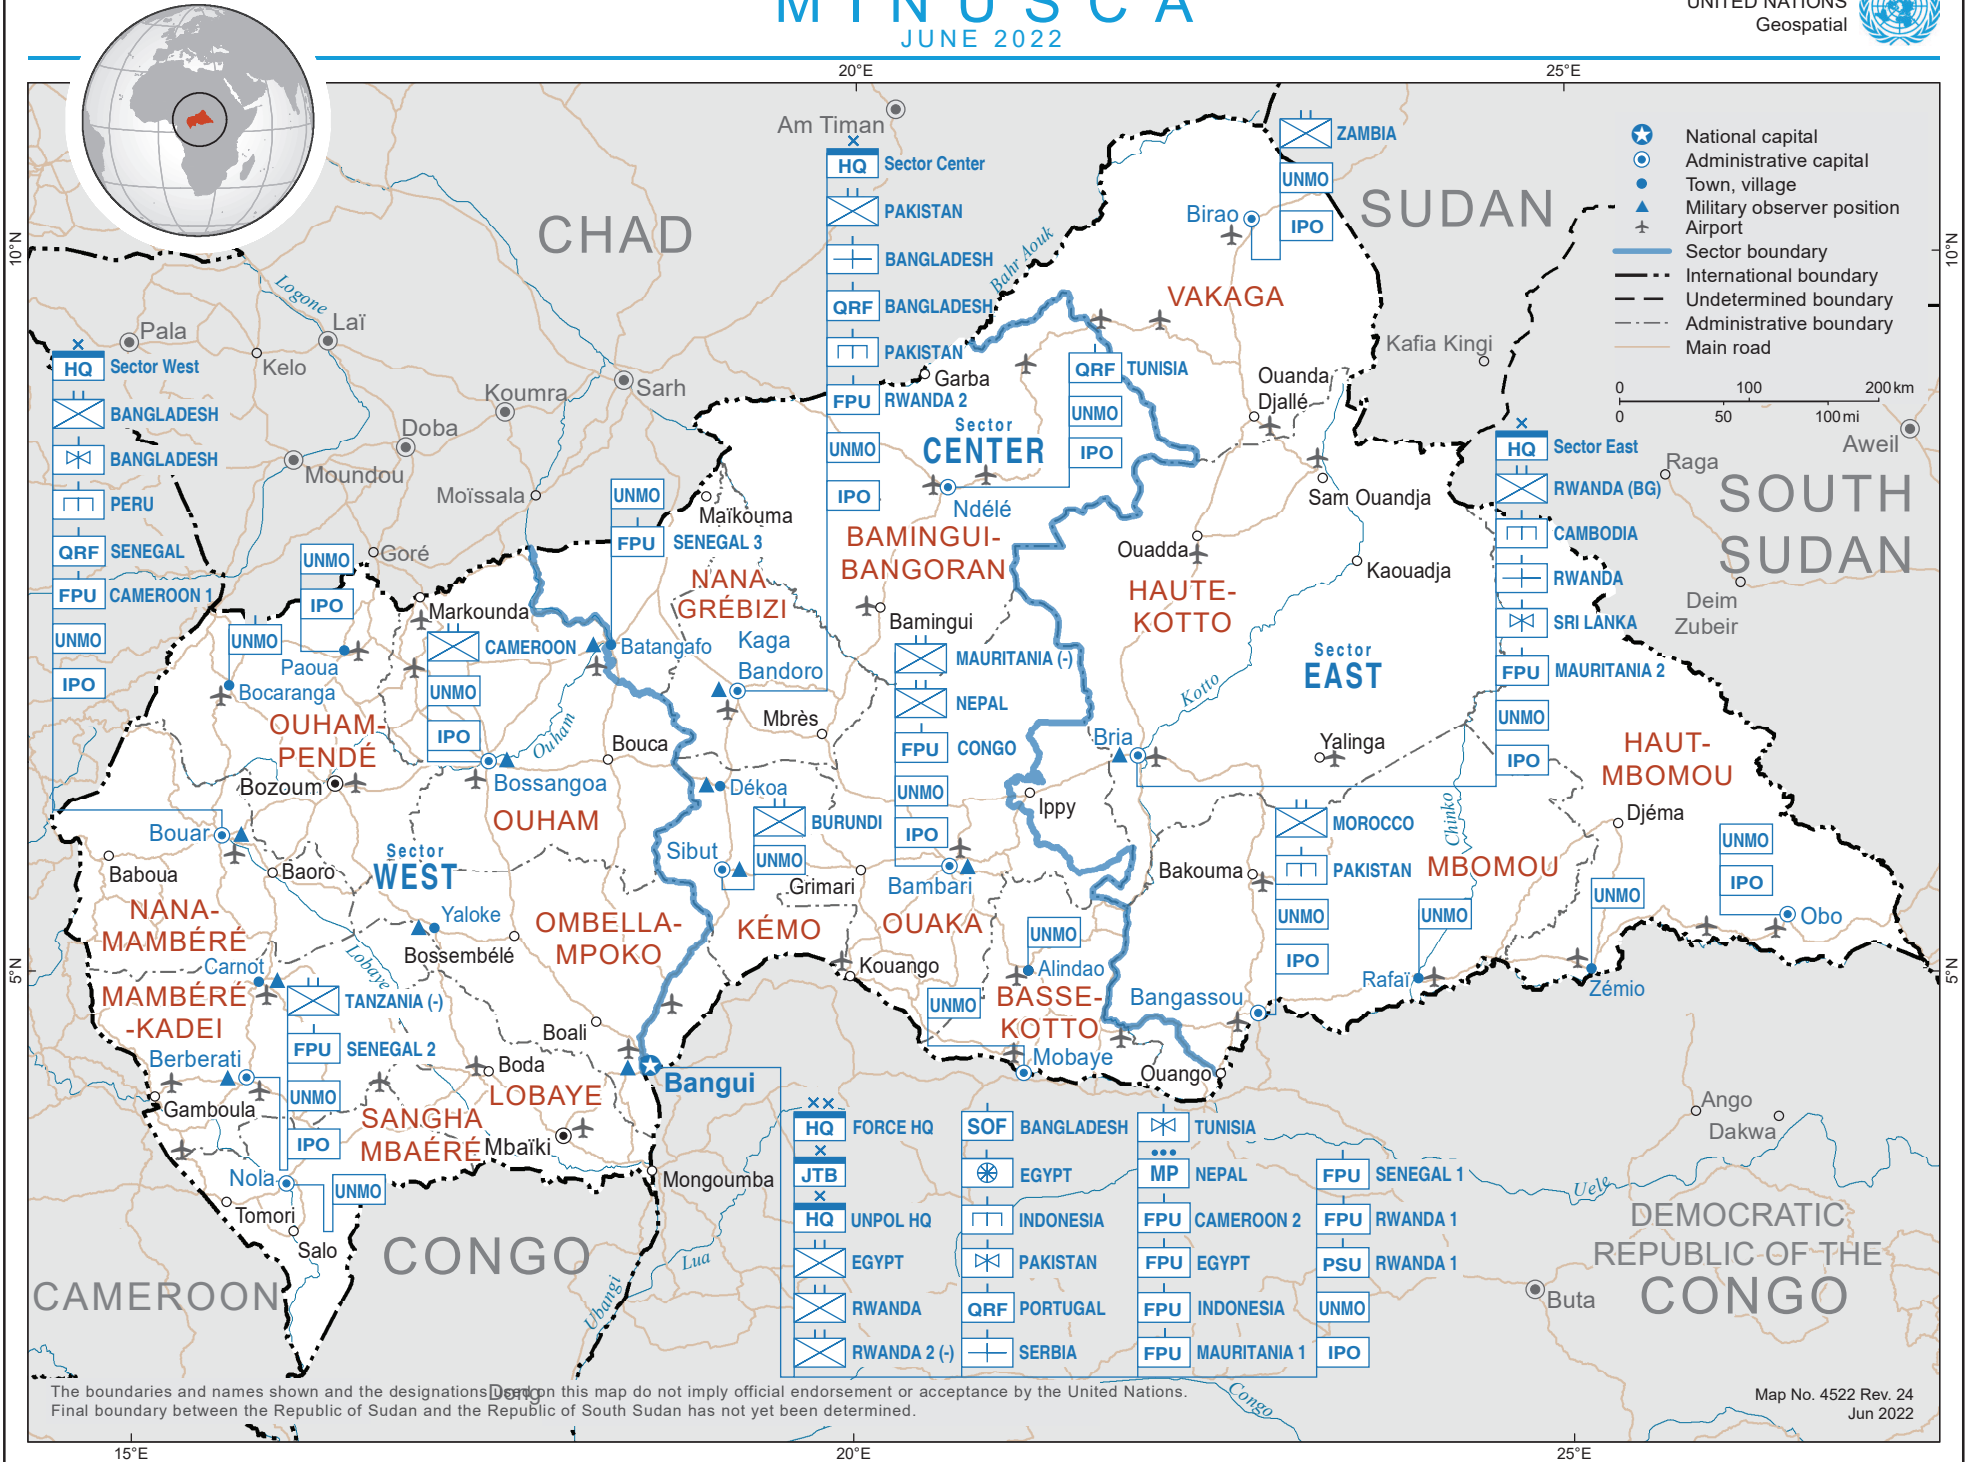 MINUSCA
JUNE 2022
UNITED NATIONS
Geospatial
20°E
25°E
10°N
10°N
5°N
5°N
15°E
20°E
25°E
National capital
Administrative capital
Town, village
Military observer position
Airport
Sector boundary
International boundary
Undetermined boundary
Administrative boundary
Main road
0 100 200 km
0 50 100 mi
CHAD
SUDAN
SOUTH
SUDAN
CAMEROON
CONGO
DEMOCRATIC
REPUBLIC OF THE
CONGO
Am Timan
Pala
Laï
Kelo
Koumra
Sarh
Doba
Moundou
Moïssala
Goré
Kafia Kingi
Aweil
Raga
Deim
Zubeir
Ango
Dakwa
Buta
Dong
Logone
Bahr Aouk
Ouham
Lobaye
Kotto
Chinko
Uele
Lua
Ubangi
Congo
HQ Sector West
BANGLADESH
BANGLADESH
PERU
QRF SENEGAL
FPU CAMEROON 1
UNMO
IPO
HQ Sector Center
PAKISTAN
BANGLADESH
QRF BANGLADESH
PAKISTAN
FPU RWANDA 2
UNMO
IPO
ZAMBIA
UNMO
IPO
Birao
VAKAGA
QRF TUNISIA
UNMO
IPO
Garba
Ouanda
Djallé
Sector
CENTER
Ndélé
BAMINGUI-
BANGORAN
Sam Ouandja
Ouadda
Kaouadja
HAUTE-
KOTTO
Sector
EAST
HQ Sector East
RWANDA (BG)
CAMBODIA
RWANDA
SRI LANKA
FPU MAURITANIA 2
UNMO
IPO
UNMO
FPU SENEGAL 3
Maïkouma
NANA
GRÉBIZI
UNMO
IPO
Markounda
UNMO
Paoua
Bocaranga
CAMEROON
UNMO
IPO
Batangafo
Kaga
Bandoro
Bamingui
MAURITANIA (-)
NEPAL
FPU CONGO
UNMO
IPO
OUHAM-
PENDÉ
Mbrès
Bouca
Bozoum
Bossangoa
Dékoa
Bria
Yalinga
Ippy
HAUT-
MBOMOU
Djéma
OUHAM
BURUNDI
UNMO
MOROCCO
PAKISTAN
UNMO
IPO
Bouar
Sector
WEST
Baboua
Baoro
Sibut
Grimari
Bambari
Bakouma
MBOMOU
UNMO
IPO
Obo
UNMO
UNMO
NANA-
MAMBÉRÉ
Yaloke
OMBELLA-
MPOKO
KÉMO
OUAKA
UNMO
Bossembélé
Carnot
Kouango
Alindao
Rafaï
Zémio
MAMBÉRÉ
-KADEI
TANZANIA (-)
FPU SENEGAL 2
UNMO
IPO
UNMO
BASSE-
KOTTO
Bangassou
Boali
Berberati
Boda
Mobaye
Ouango
Bangui
Gamboula
LOBAYE
SANGHA
MBAÉRÉ
Mbaïki
Nola
UNMO
Mongoumba
Tomori
Salo
HQ FORCE HQ
JTB
HQ UNPOL HQ
EGYPT
RWANDA
RWANDA 2 (-)
SOF BANGLADESH
EGYPT
INDONESIA
PAKISTAN
QRF PORTUGAL
SERBIA
TUNISIA
MP NEPAL
FPU CAMEROON 2
FPU EGYPT
FPU INDONESIA
FPU MAURITANIA 1
FPU SENEGAL 1
FPU RWANDA 1
PSU RWANDA 1
UNMO
IPO
The boundaries and names shown and the designations used on this map do not imply official endorsement or acceptance by the United Nations.
Final boundary between the Republic of Sudan and the Republic of South Sudan has not yet been determined.
Map No. 4522 Rev. 24
Jun 2022